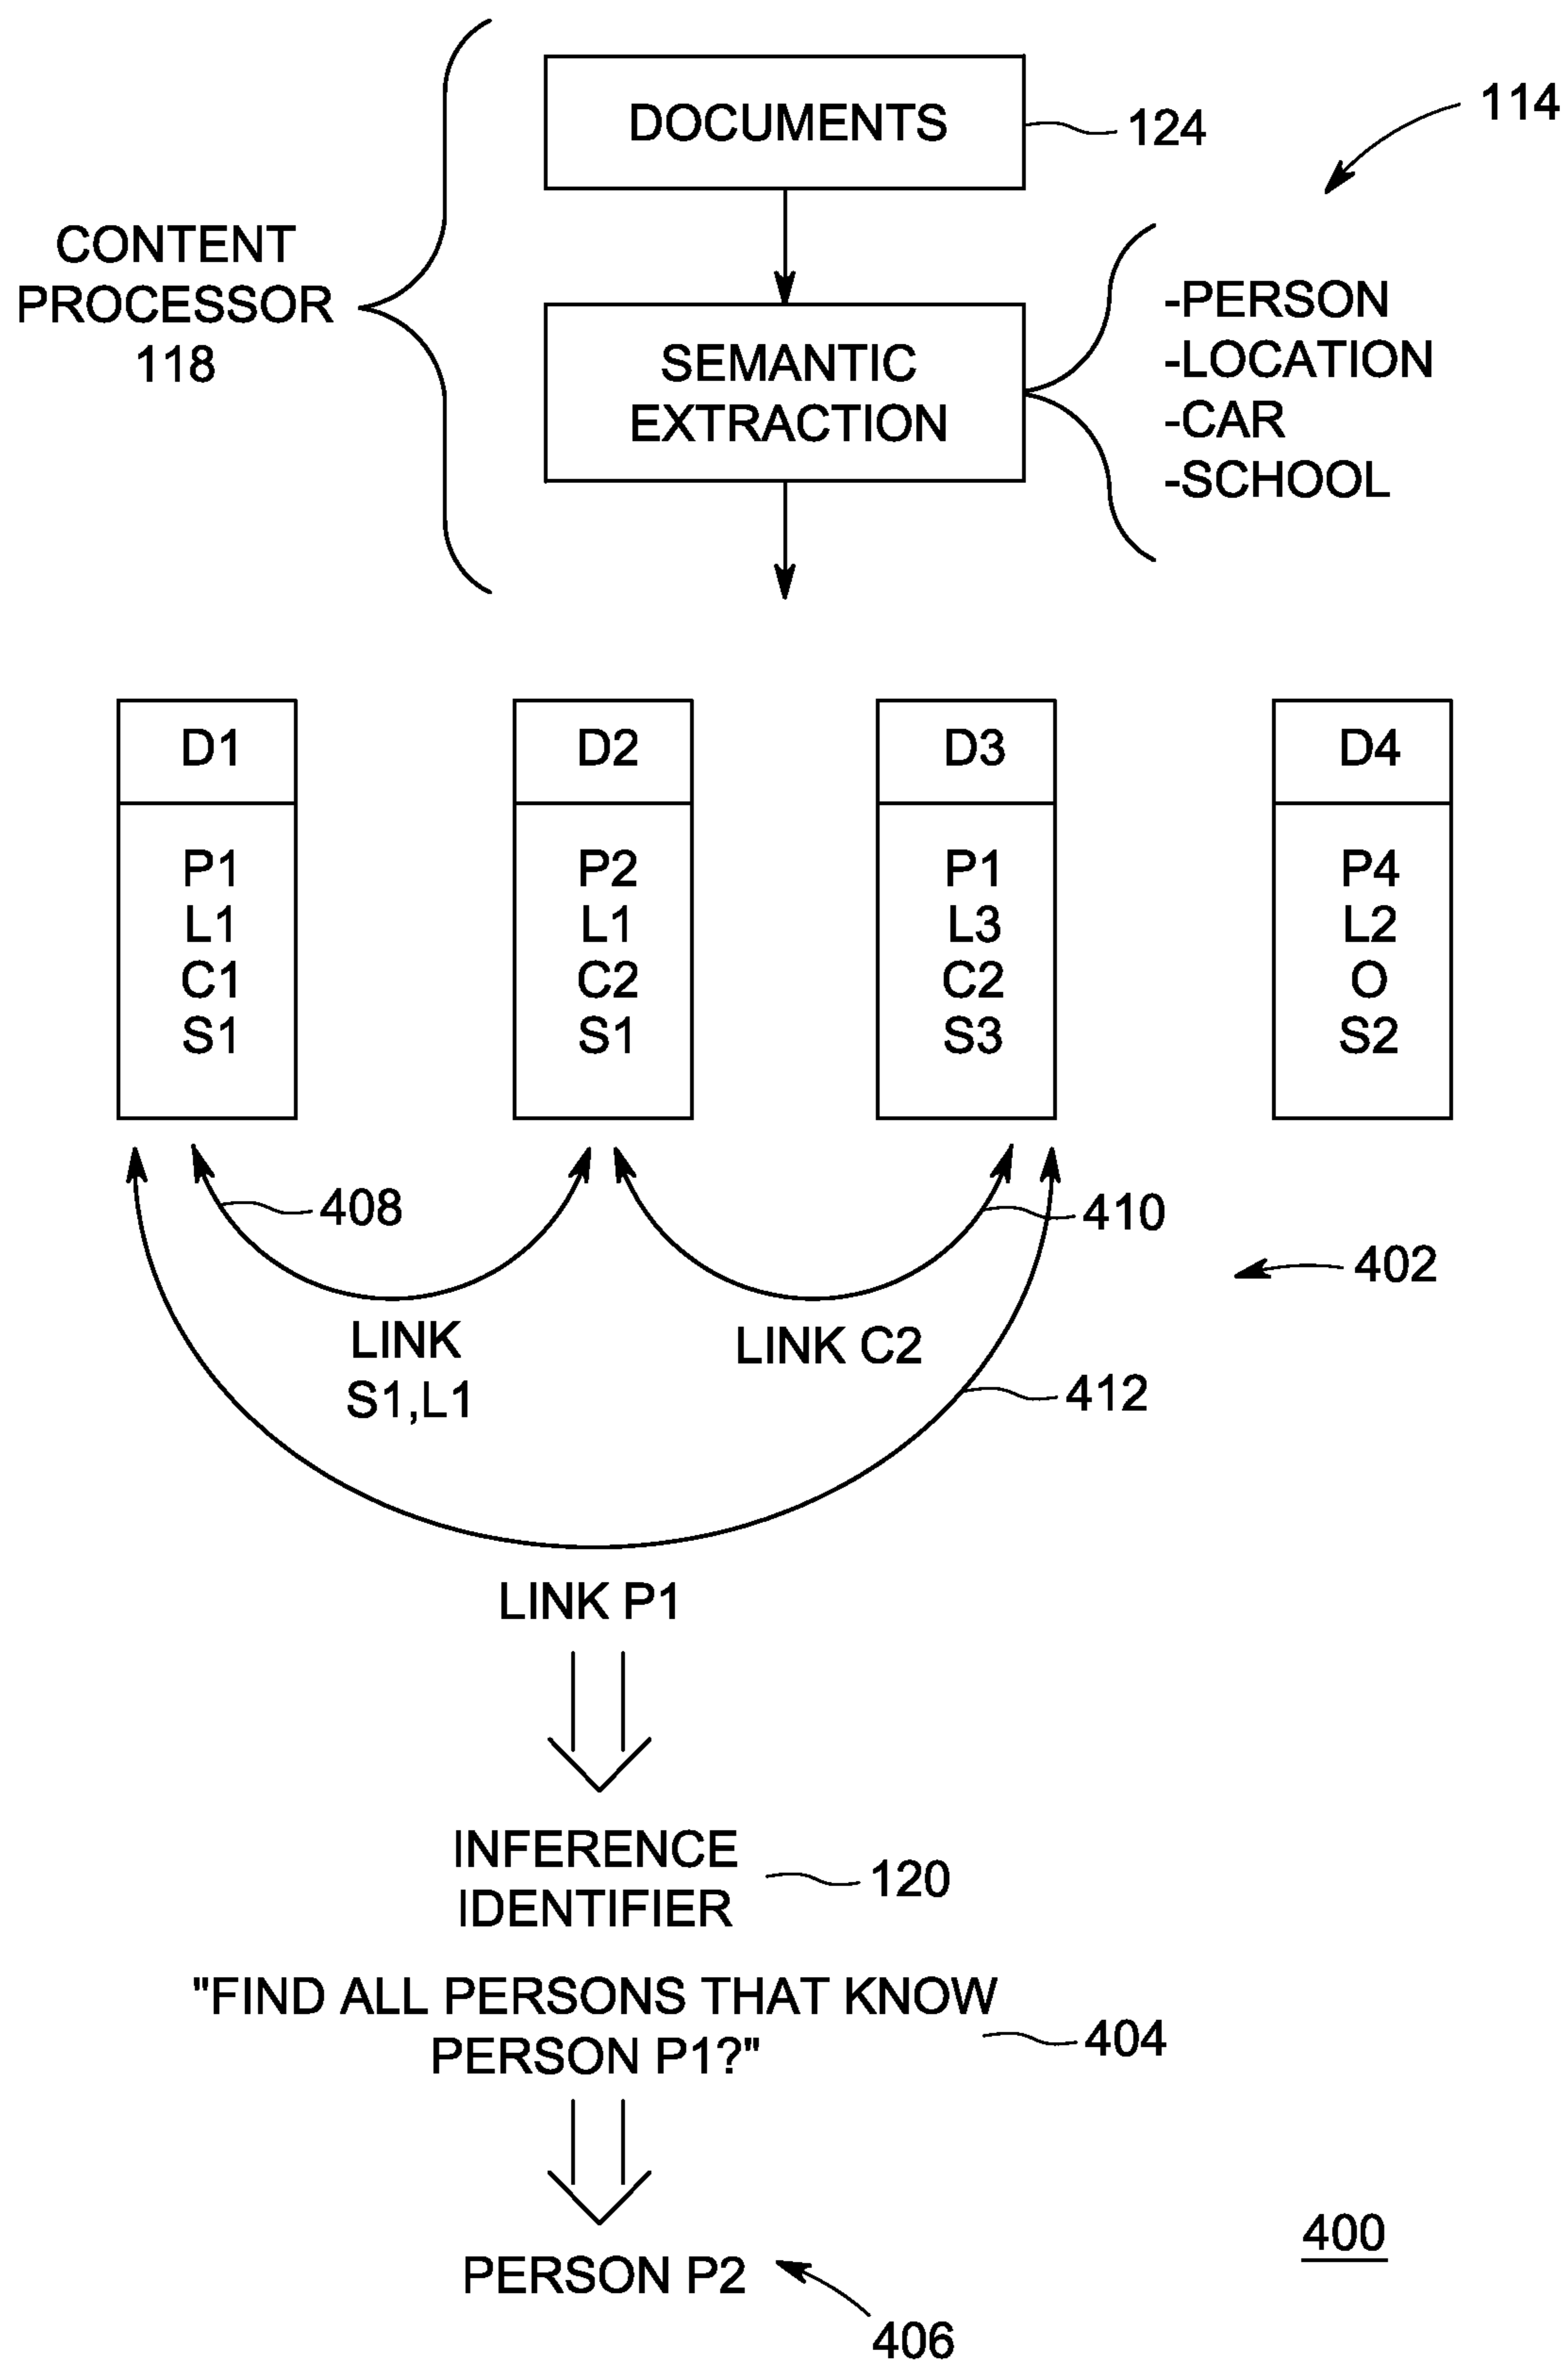 DOCUMENTS
124
114
CONTENT
PROCESSOR
118
SEMANTIC
EXTRACTION
-PERSON
-LOCATION
-CAR
-SCHOOL
D1
P1
L1
C1
S1
D2
P2
L1
C2
S1
D3
P1
L3
C2
S3
D4
P4
L2
O
S2
408
410
402
LINK
S1,L1
LINK C2
412
LINK P1
INFERENCE
IDENTIFIER
120
"FIND ALL PERSONS THAT KNOW
PERSON P1?"
404
PERSON P2
406
400